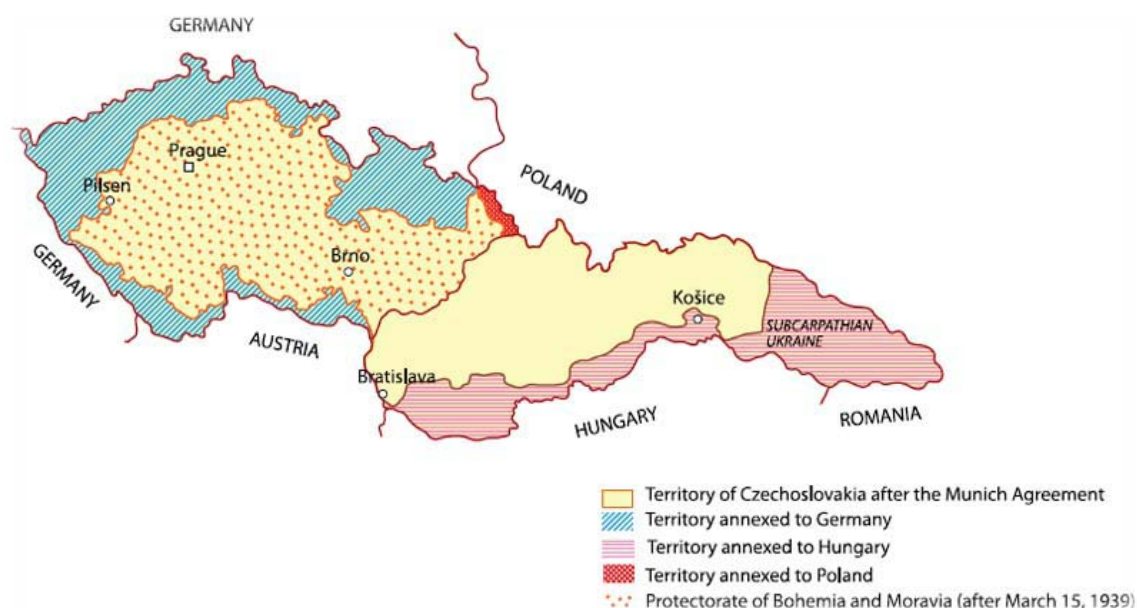 GERMANY
Prague
Pilsen
POLAND
GERMANY
Brno
AUSTRIA
Košice
SUBCARPATHIAN
UKRAINE
Bratislava
HUNGARY
ROMANIA
Territory of Czechoslovakia after the Munich Agreement
Territory annexed to Germany
Territory annexed to Hungary
Territory annexed to Poland
Protectorate of Bohemia and Moravia (after March 15, 1939)